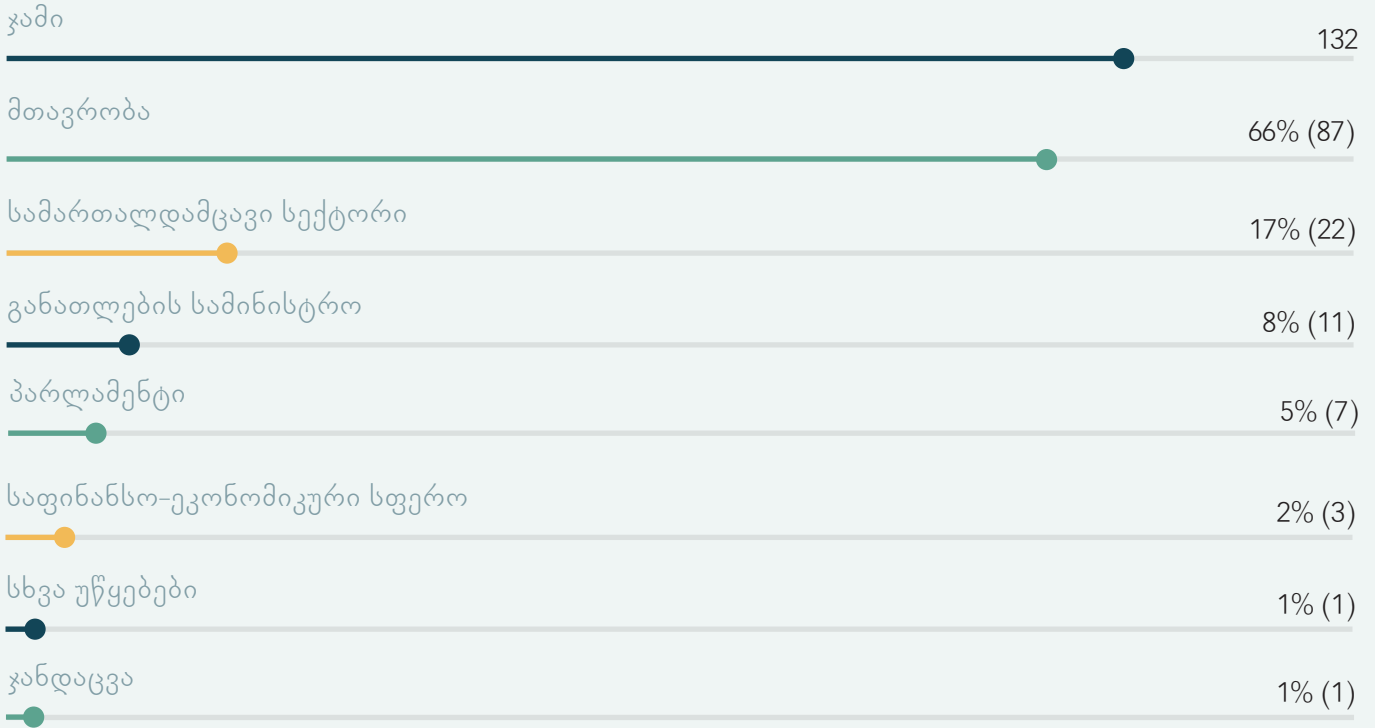 ჯამი
132
მთავრობა
66% (87)
სამართალდამცავი სექტორი
17% (22)
განათლების სამინისტრო
8% (11)
პარლამენტი
5% (7)
საფინანსო-ეკონომიკური სფერო
2% (3)
სხვა უწყებები
1% (1)
ჯანდაცვა
1% (1)